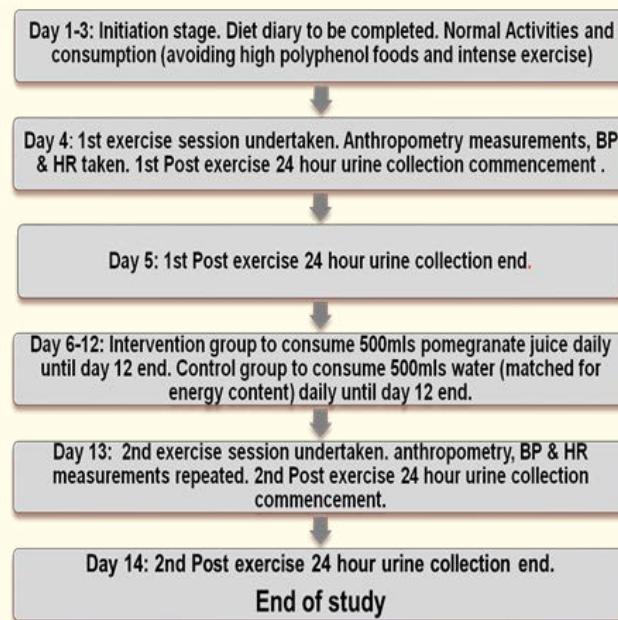 Day 1-3: Initiation stage. Diet diary to be completed. Normal Activities and
consumption (avoiding high polyphenol foods and intense exercise)
Day 4: 1st exercise session undertaken. Anthropometry measurements, BP
& HR taken. 1st Post exercise 24 hour urine collection commencement .
Day 5: 1st Post exercise 24 hour urine collection end.
Day 6-12: Intervention group to consume 500mls pomegranate juice daily
until day 12 end. Control group to consume 500mls water (matched for
energy content) daily until day 12 end.
Day 13: 2nd exercise session undertaken. anthropometry, BP & HR
measurements repeated. 2nd Post exercise 24 hour urine collection
commencement.
Day 14: 2nd Post exercise 24 hour urine collection end.
End of study